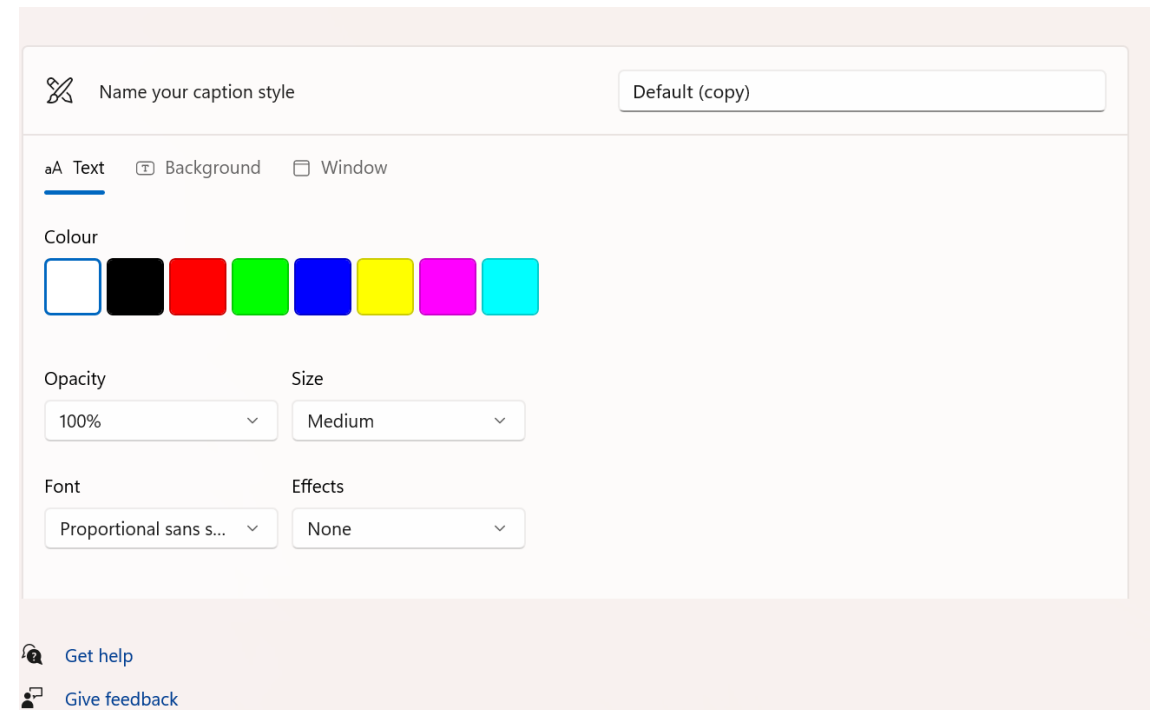 Name your caption style
Default (copy)
aA Text Background Window
Colour
Opacity Size
100% Medium
Font Effects
Proportional sans s... None
Get help
Give feedback